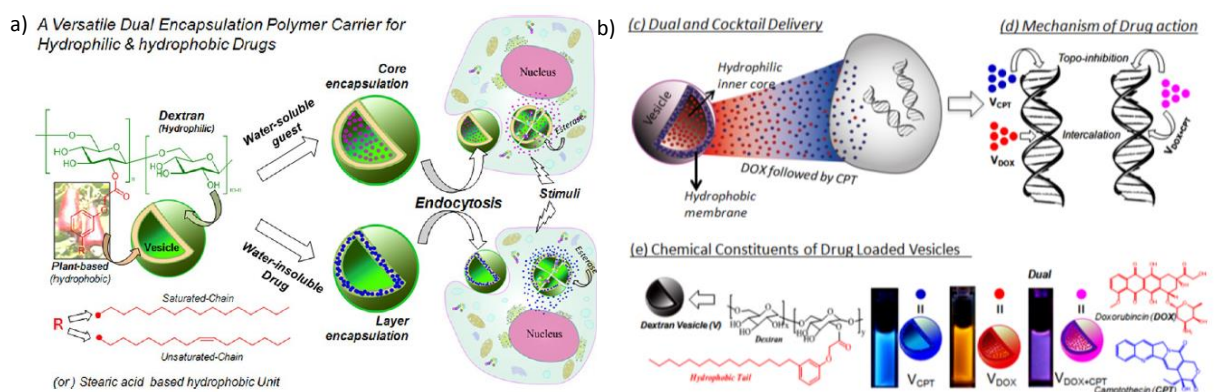 a)
A Versatile Dual Encapsulation Polymer Carrier for
Hydrophilic & hydrophobic Drugs
Dextran
(Hydrophilic)
Vesicle
Plant-based
(hydrophobic)
Saturated-Chain
R
Unsaturated-Chain
(or) Stearic acid based hydrophobic Unit
Water-soluble
guest
Water-insoluble
Drug
Core
encapsulation
Endocytosis
Layer
encapsulation
Nucleus
Esterase
Stimuli
Esterase
Nucleus
b)
(c) Dual and Cocktail Delivery
Vesicle
Hydrophilic
inner core
DOX followed by CPT
Hydrophobic
membrane
(d) Mechanism of Drug action
Topo-inhibition
VCPT
Intercalation
VDOX
VDOX+CPT
(e) Chemical Constituents of Drug Loaded Vesicles
Dextran Vesicle (V)
Dextran
Hydrophobic Tail
VCPT
VDOX
Dual
VDOX+CPT
Doxorubincin (DOX)
Camptothecin (CPT)